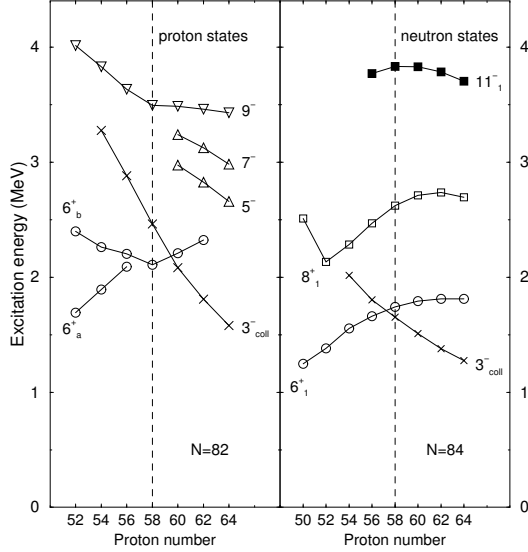 proton states
neutron states
4
3
2
1
0
4
3
2
1
0
Excitation energy (MeV)
9⁻
7⁻
5⁻
6⁺b
6⁺a
3⁻coll
N=82
11⁻1
8⁺1
6⁺1
3⁻coll
N=84
52 54 56 58 60 62 64
50 52 54 56 58 60 62 64
Proton number
Proton number